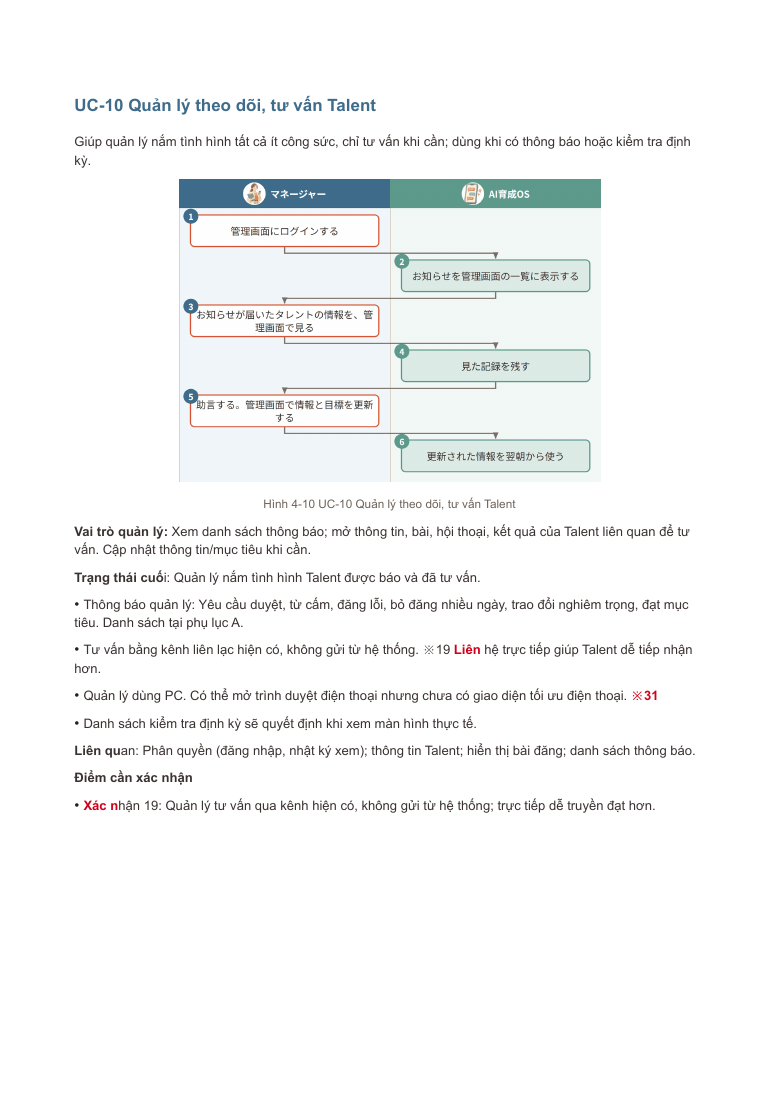 UC-10 Quản lý theo dõi, tư vấn Talent
Giúp quản lý nắm tình hình tất cả ít công sức, chỉ tư vấn khi cần; dùng khi có thông báo hoặc kiểm tra định
kỳ.
マネージャー
AI育成OS
1
管理画面にログインする
2
お知らせを管理画面の一覧に表示する
3
お知らせが届いたタレントの情報を、管
理画面で見る
4
見た記録を残す
5
助言する。管理画面で情報と目標を更新
する
6
更新された情報を翌朝から使う
Hình 4-10 UC-10 Quản lý theo dõi, tư vấn Talent
Vai trò quản lý: Xem danh sách thông báo; mở thông tin, bài, hội thoại, kết quả của Talent liên quan để tư
vấn. Cập nhật thông tin/mục tiêu khi cần.
Trạng thái cuối: Quản lý nắm tình hình Talent được báo và đã tư vấn.
• Thông báo quản lý: Yêu cầu duyệt, từ cấm, đăng lỗi, bỏ đăng nhiều ngày, trao đổi nghiêm trọng, đạt mục
tiêu. Danh sách tại phụ lục A.
• Tư vấn bằng kênh liên lạc hiện có, không gửi từ hệ thống. ※19 Liên hệ trực tiếp giúp Talent dễ tiếp nhận
hơn.
• Quản lý dùng PC. Có thể mở trình duyệt điện thoại nhưng chưa có giao diện tối ưu điện thoại. ※31
• Danh sách kiểm tra định kỳ sẽ quyết định khi xem màn hình thực tế.
Liên quan: Phân quyền (đăng nhập, nhật ký xem); thông tin Talent; hiển thị bài đăng; danh sách thông báo.
Điểm cần xác nhận
• Xác nhận 19: Quản lý tư vấn qua kênh hiện có, không gửi từ hệ thống; trực tiếp dễ truyền đạt hơn.